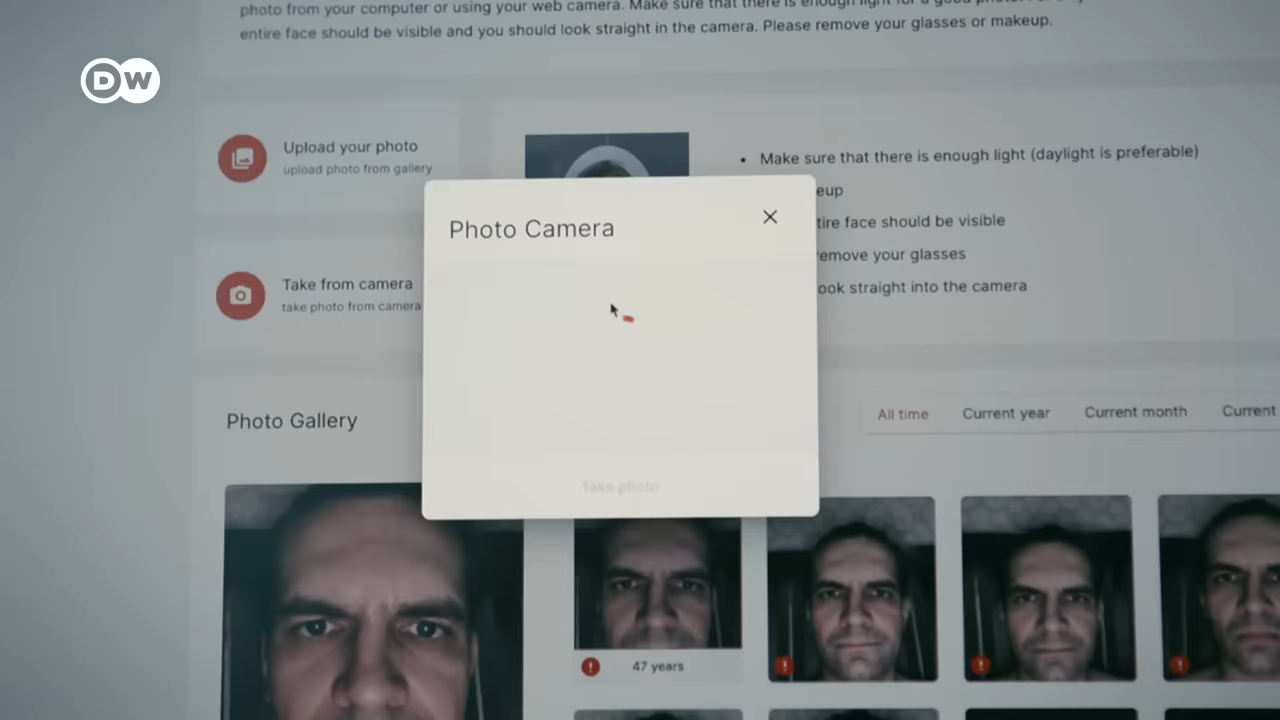 photo from your computer or using your web camera. Make sure that there is enough light for a good
entire face should be visible and you should look straight in the camera. Please remove your glasses or makeup.
DW
Upload your photo
upload photo from gallery
Make sure that there is enough light (daylight is preferable)
eup
tire face should be visible
emove your glasses
ook straight into the camera
Photo Camera
Take from camera
take photo from camera
Take photo
Photo Gallery
All time
Current year
Current month
Current
47 years